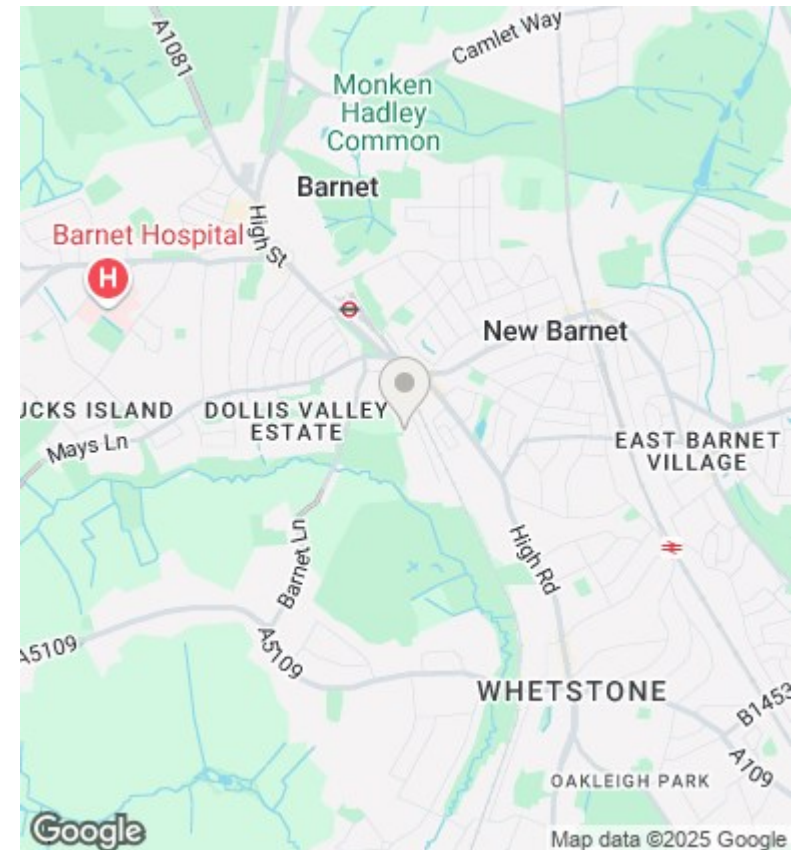 A1081
Camlet Way
Monken
Hadley
Common
Barnet
High St
Barnet Hospital
H
New Barnet
UCKS ISLAND
DOLLIS VALLEY
ESTATE
Mays Ln
EAST BARNET
VILLAGE
High Rd
Barnet Ln
A5109
A5109
WHETSTONE
B1453
A109
OAKLEIGH PARK
Google
Map data ©2025 Google